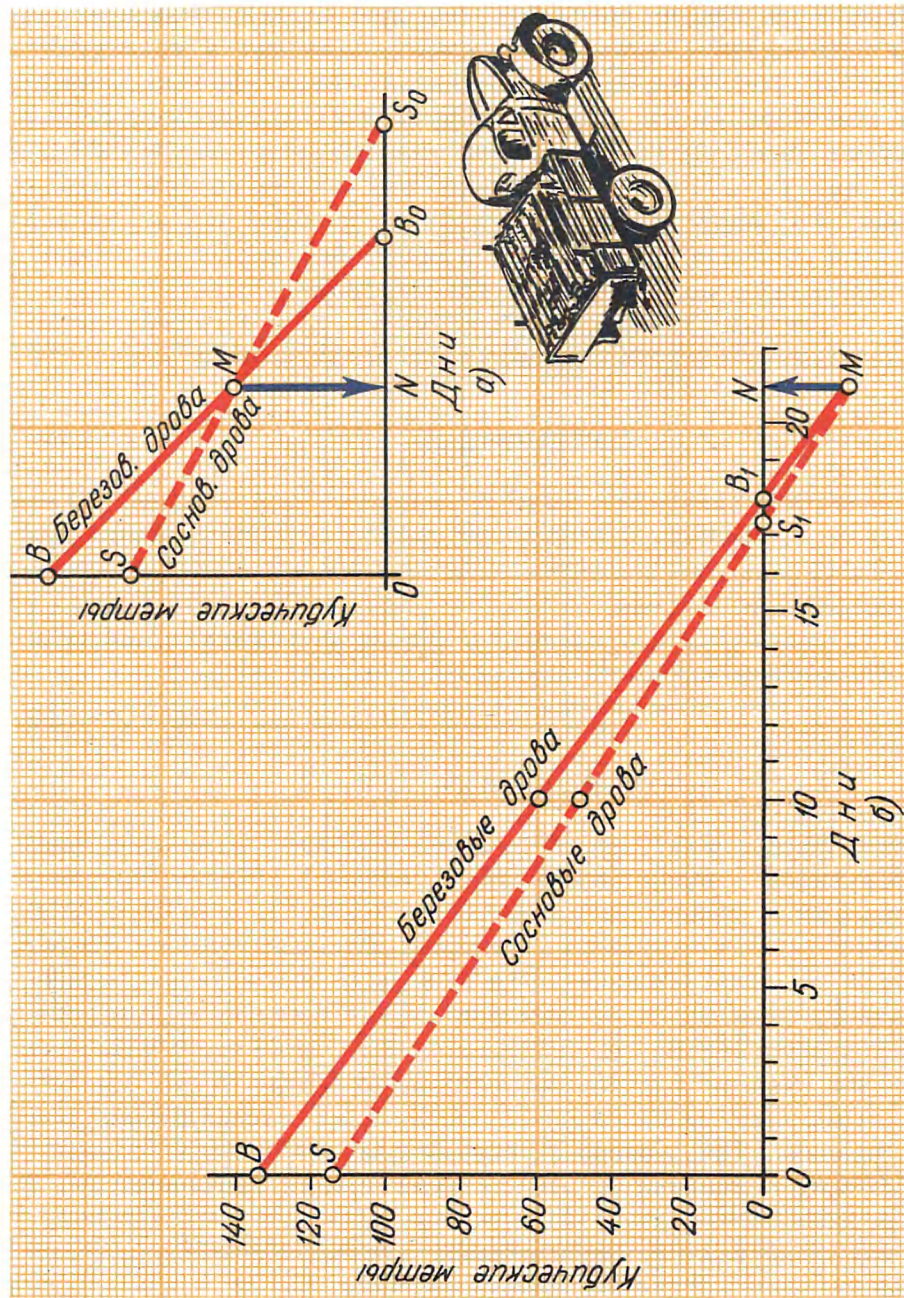 Кубические метры
В
Березов. дрова
S
Соснов. дрова
M
0
N
B₀
S₀
Дни
а)
Кубические метры
140
120
100
80
60
40
20
0
В
S
Березовые дрова
Сосновые дрова
S₁
B₁
N
M
0
5
10
15
20
Дни
б)